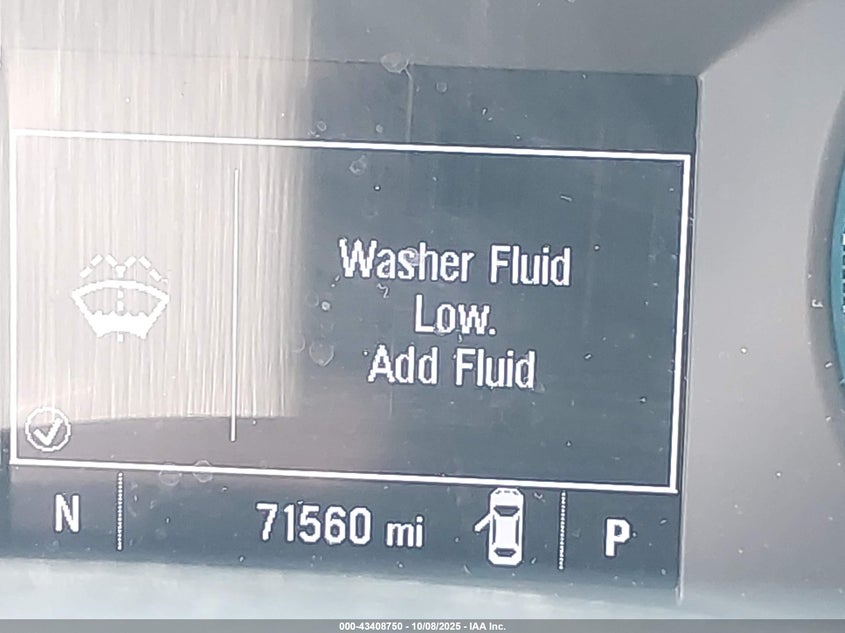 Washer Fluid
Low.
Add Fluid
N 71560 mi P
000-43408750 - 10/08/2025 - IAA Inc.